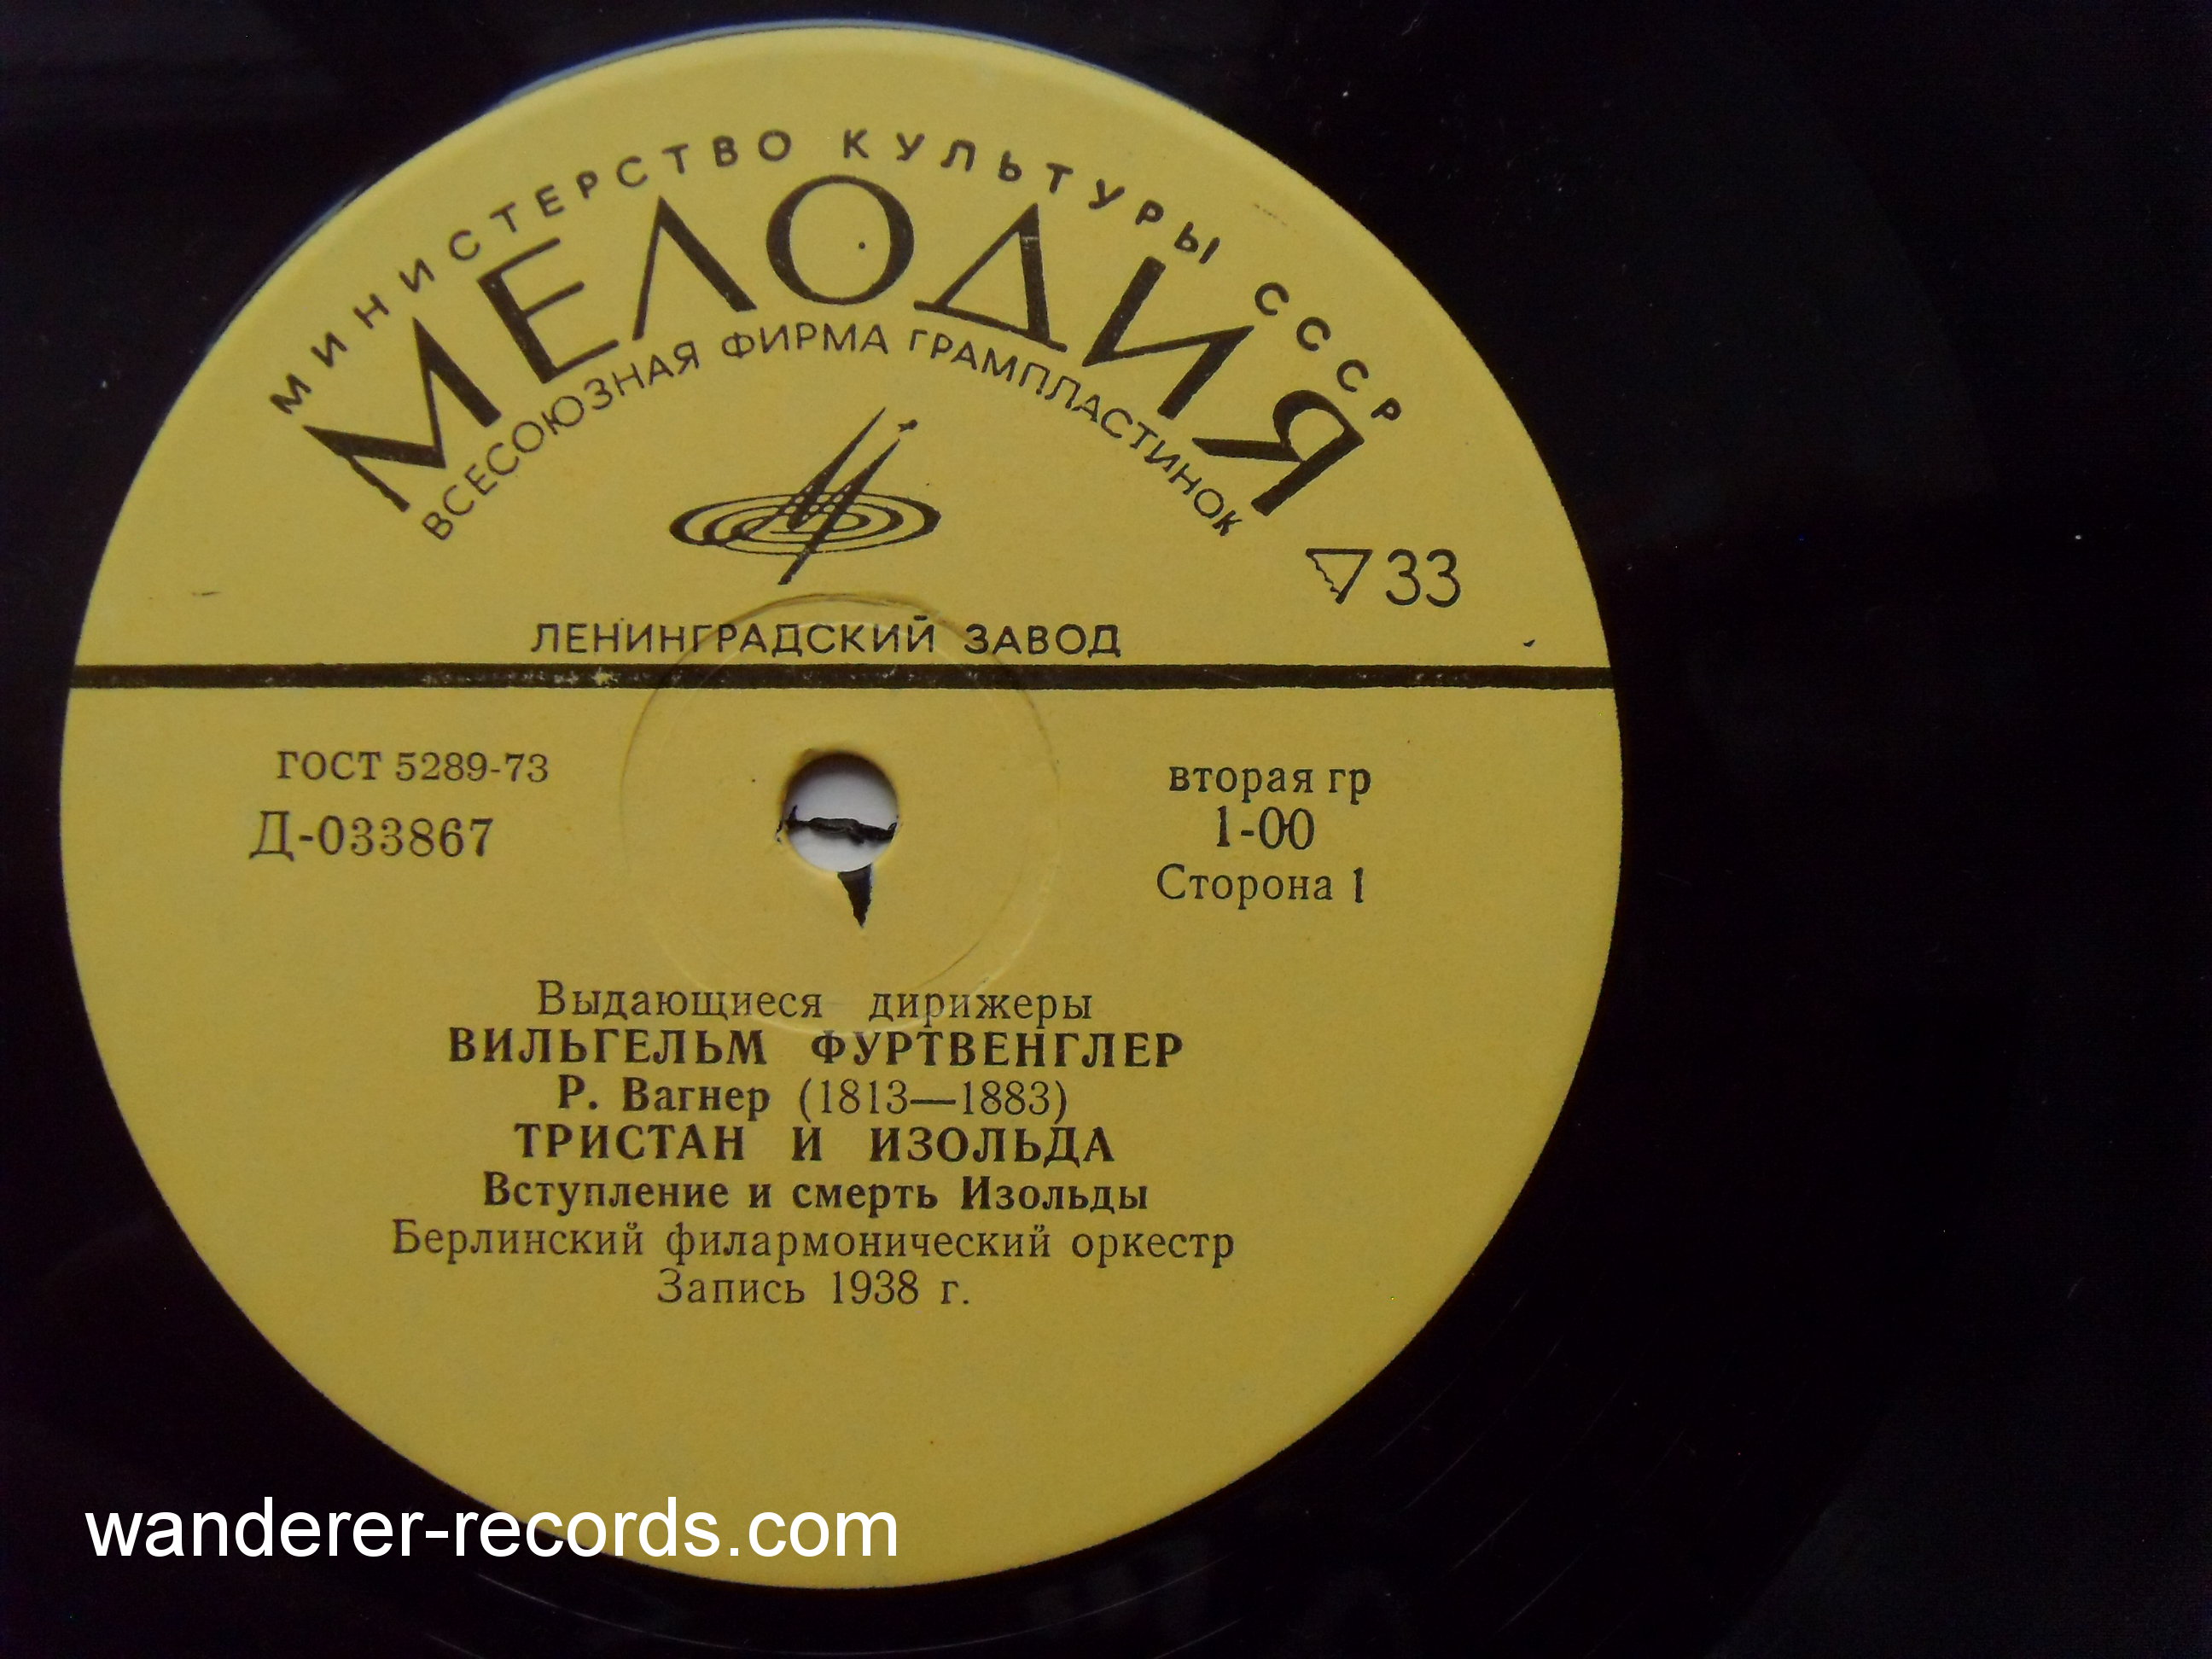 МИНИСТЕРСТВО КУЛЬТУРЫ СССР
МЕЛОДИЯ
ВСЕСОЮЗНАЯ ФИРМА ГРАМПЛАСТИНОК
33
ЛЕНИНГРАДСКИЙ ЗАВОД
ГОСТ 5289-73
Д-033867
вторая гр
1-00
Сторона 1
Выдающиеся дирижеры
ВИЛЬГЕЛЬМ ФУРТВЕНГЛЕР
Р. Вагнер (1813—1883)
ТРИСТАН И ИЗОЛЬДА
Вступление и смерть Изольды
Берлинский филармонический оркестр
Запись 1938 г.
wanderer-records.com